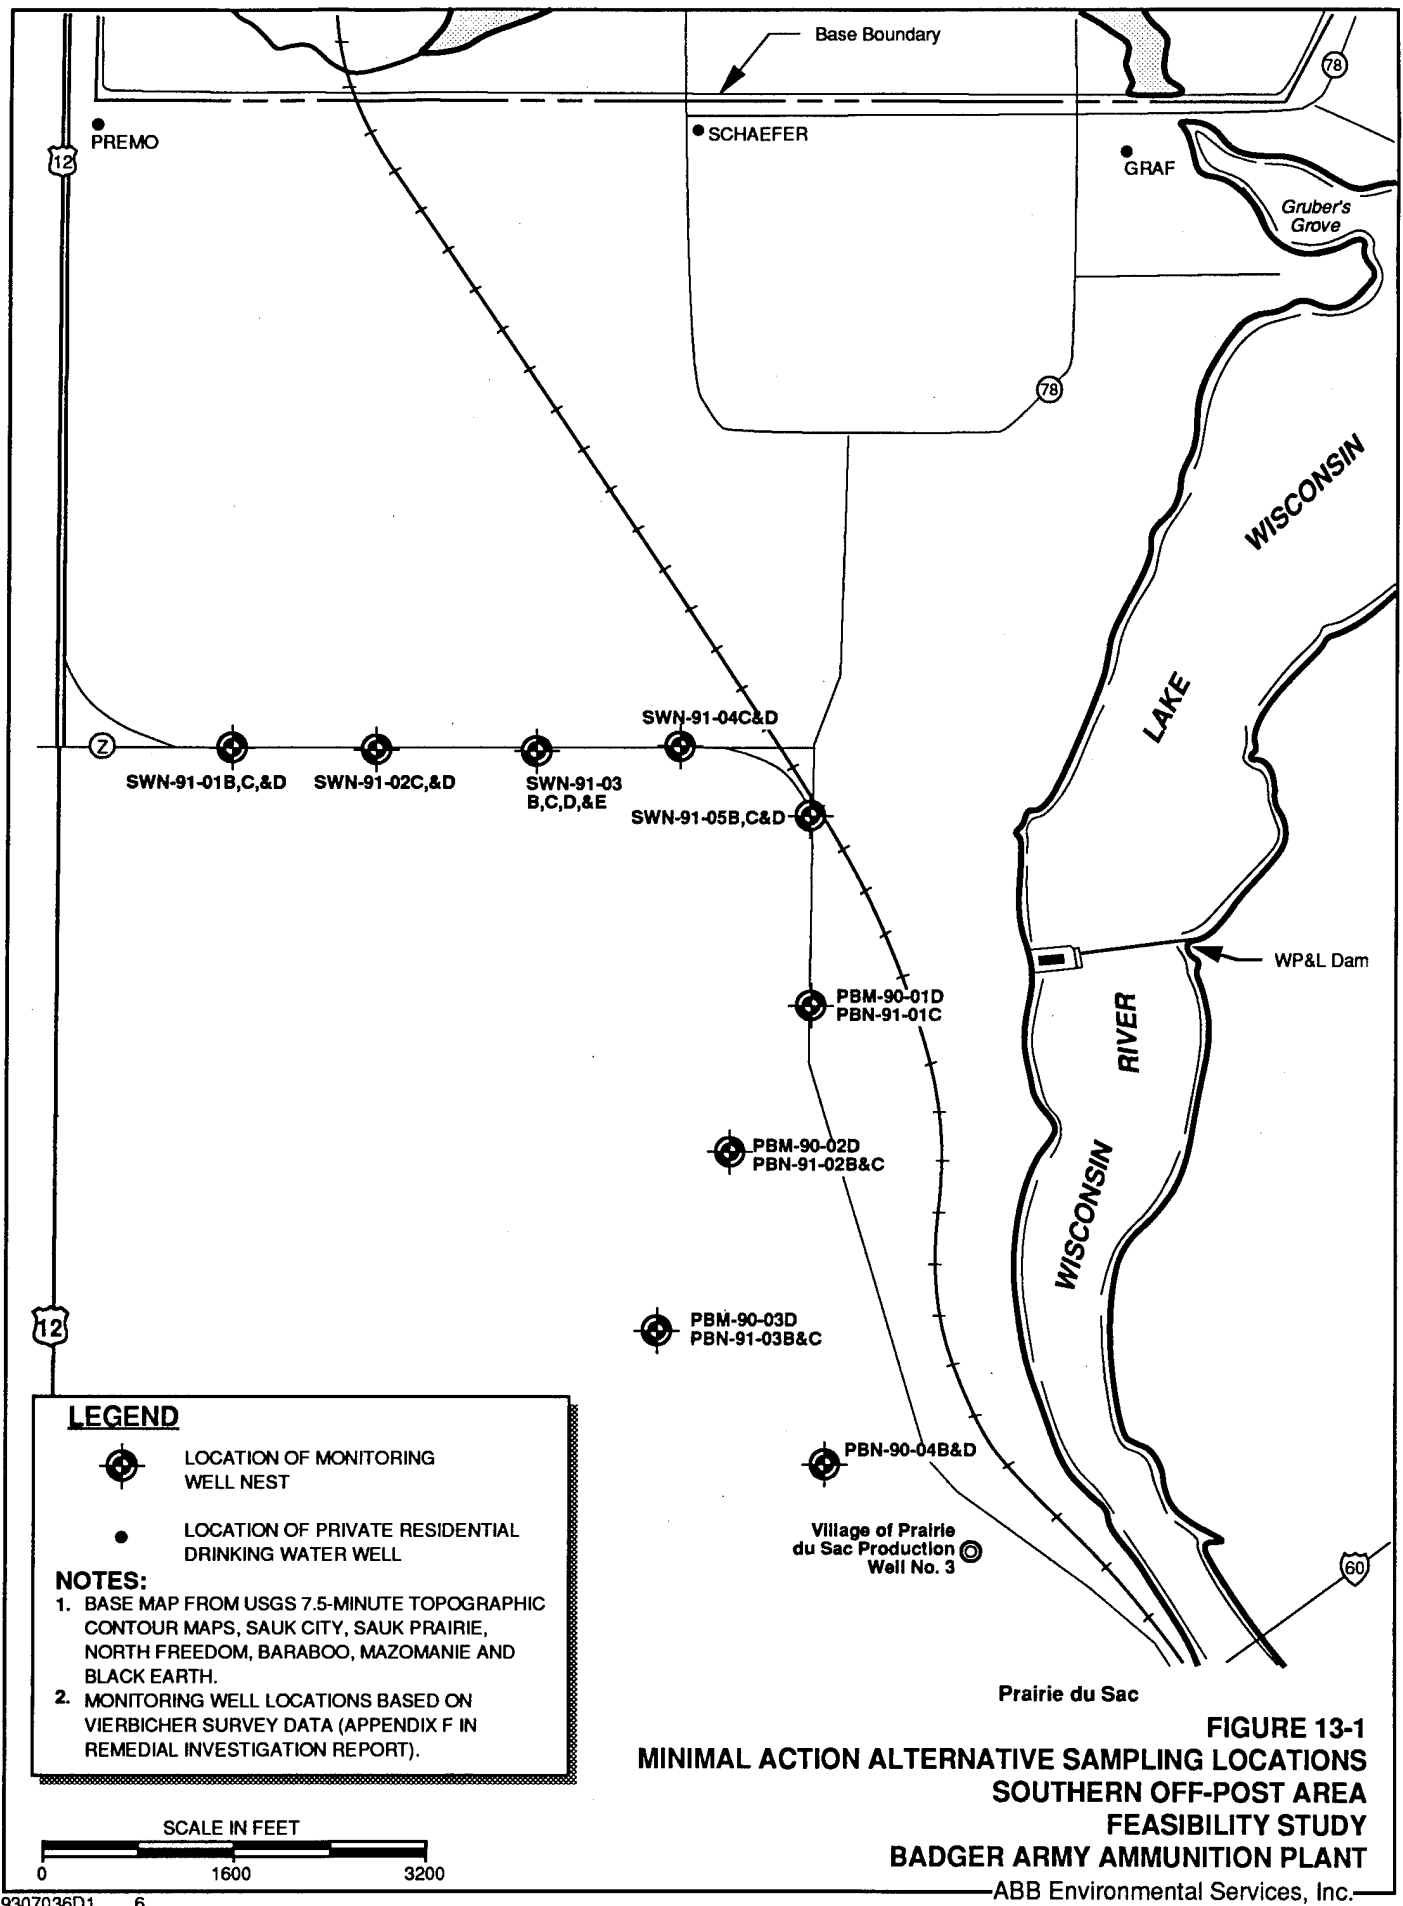 Base Boundary
78
PREMO
SCHAEFER
12
GRAF
Gruber's
Grove
78
WISCONSIN
LAKE
SWN-91-04C&D
Z
SWN-91-01B,C,&D
SWN-91-02C,&D
SWN-91-03
B,C,D,&E
SWN-91-05B,C&D
WP&L Dam
PBM-90-01D
PBN-91-01C
RIVER
PBM-90-02D
PBN-91-02B&C
WISCONSIN
12
PBM-90-03D
PBN-91-03B&C
LEGEND
LOCATION OF MONITORING
WELL NEST
LOCATION OF PRIVATE RESIDENTIAL
DRINKING WATER WELL
NOTES:
1. BASE MAP FROM USGS 7.5-MINUTE TOPOGRAPHIC
CONTOUR MAPS, SAUK CITY, SAUK PRAIRIE,
NORTH FREEDOM, BARABOO, MAZOMANIE AND
BLACK EARTH.
2. MONITORING WELL LOCATIONS BASED ON
VIERBICHER SURVEY DATA (APPENDIX F IN
REMEDIAL INVESTIGATION REPORT).
PBN-90-04B&D
Village of Prairie
du Sac Production
Well No. 3
60
Prairie du Sac
FIGURE 13-1
MINIMAL ACTION ALTERNATIVE SAMPLING LOCATIONS
SOUTHERN OFF-POST AREA
FEASIBILITY STUDY
BADGER ARMY AMMUNITION PLANT
SCALE IN FEET
0 1600 3200
ABB Environmental Services, Inc.
9307036D1 6